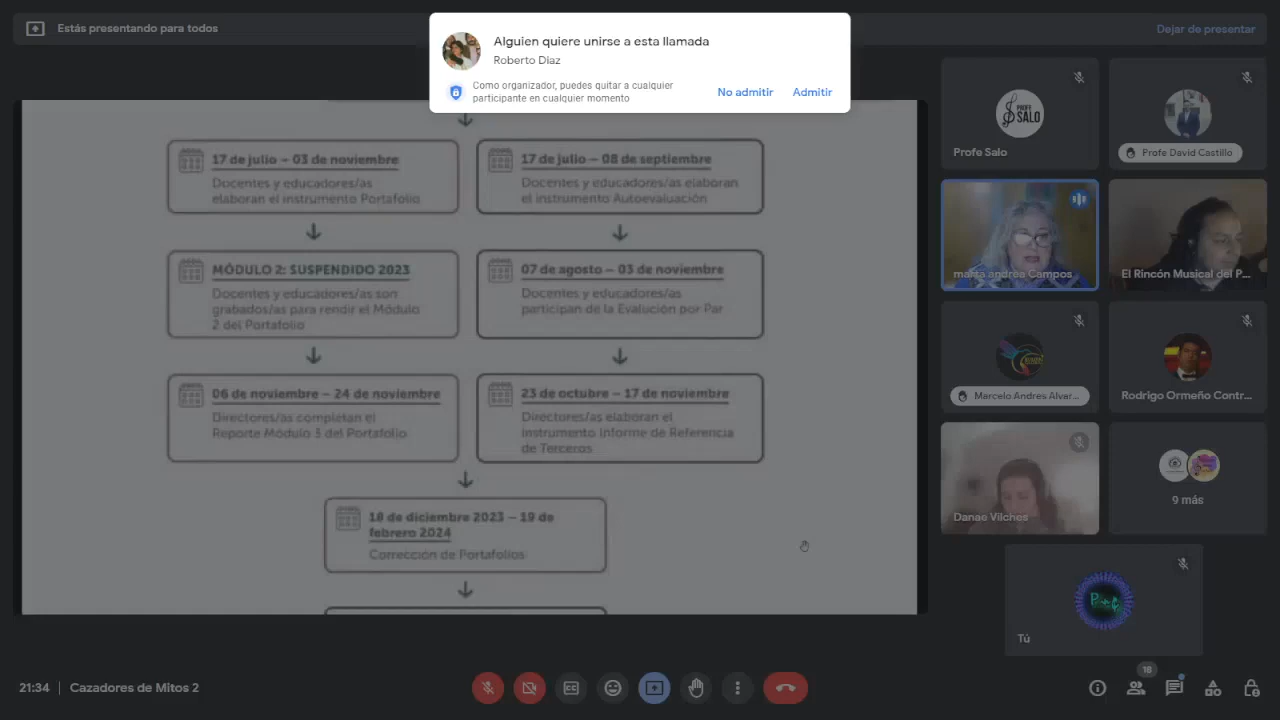 Estás presentando para todos
Dejar de presentar
Alguien quiere unirse a esta llamada
Roberto Diaz
Como organizador, puedes quitar a cualquier
participante en cualquier momento
No admitir
Admitir
17 de julio – 03 de noviembre
Docentes y educadores/as
elaboran el instrumento Portafolio
17 de julio – 08 de septiembre
Docentes y educadores/as elaboran
el instrumento Autoevaluación
MÓDULO 2: SUSPENDIDO 2023
Docentes y educadores/as son
grabados/as para rendir el Módulo
2 del Portafolio
07 de agosto – 03 de noviembre
Docentes y educadores/as
participan de la Evalución por Par
06 de noviembre – 24 de noviembre
Directores/as completan el
Reporte Módulo 3 del Portafolio
23 de octubre – 17 de noviembre
Directores/as elaboran el
instrumento Informe de Referencia
de Terceros
18 de diciembre 2023 – 19 de
febrero 2024
Corrección de Portafolios
PROFE
SALO
Profe Salo
Profe David Castillo
marta andrea Campos
El Rincón Musical del P...
Marcelo Andres Alvar...
Rodrigo Ormeño Contr...
Danae Vilches
9 más
Tú
21:34 | Cazadores de Mitos 2
18